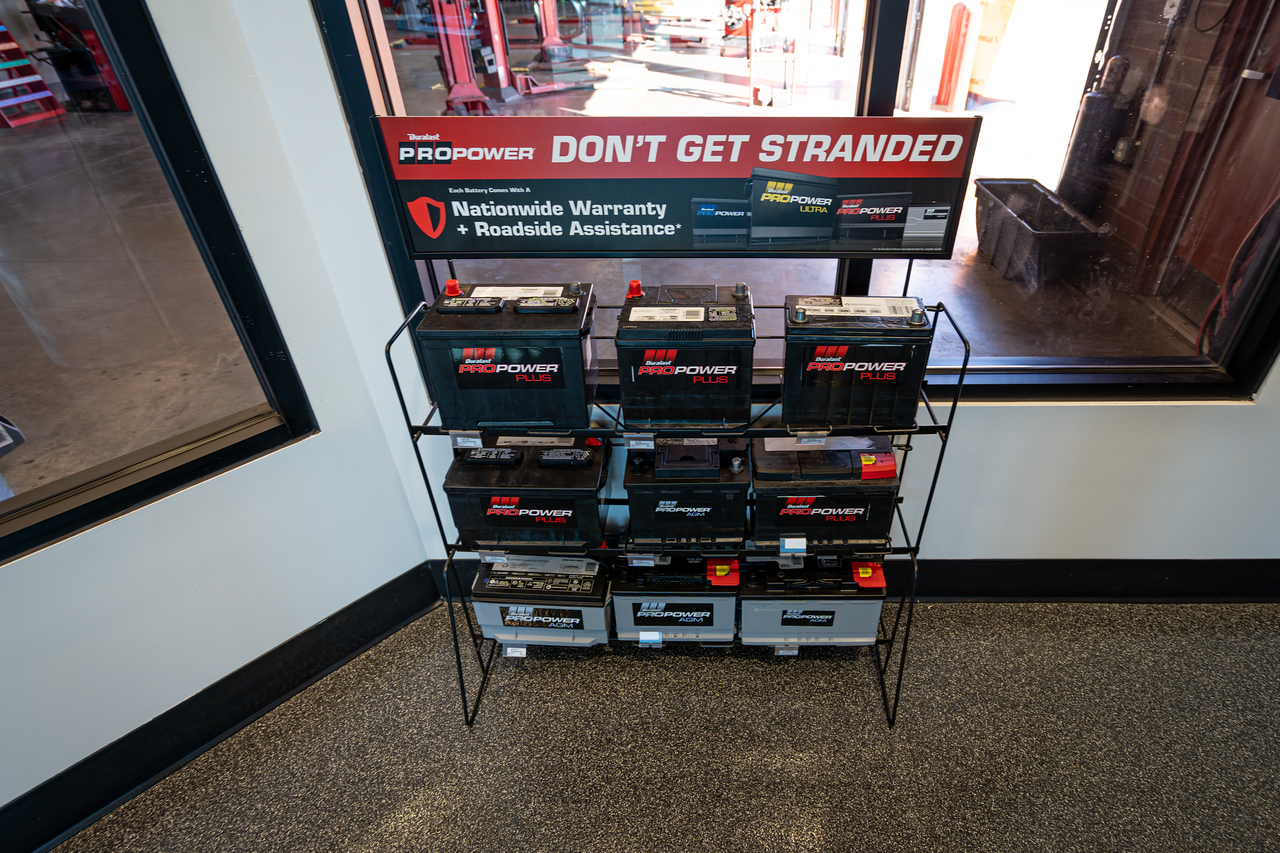 Duralast
PROPOWER
DON'T GET STRANDED
Each Battery Comes With A
Nationwide Warranty
+ Roadside Assistance*
PROPOWER
Duralast
PROPOWER
ULTRA
PROPOWER
PLUS
Duralast
PROPOWER
PLUS
Duralast
PROPOWER
PLUS
Duralast
PROPOWER
PLUS
Duralast
PROPOWER
PLUS
PROPOWER
AGM
Duralast
PROPOWER
PLUS
PROPOWER
AGM
PROPOWER
AGM
PROPOWER
AGM